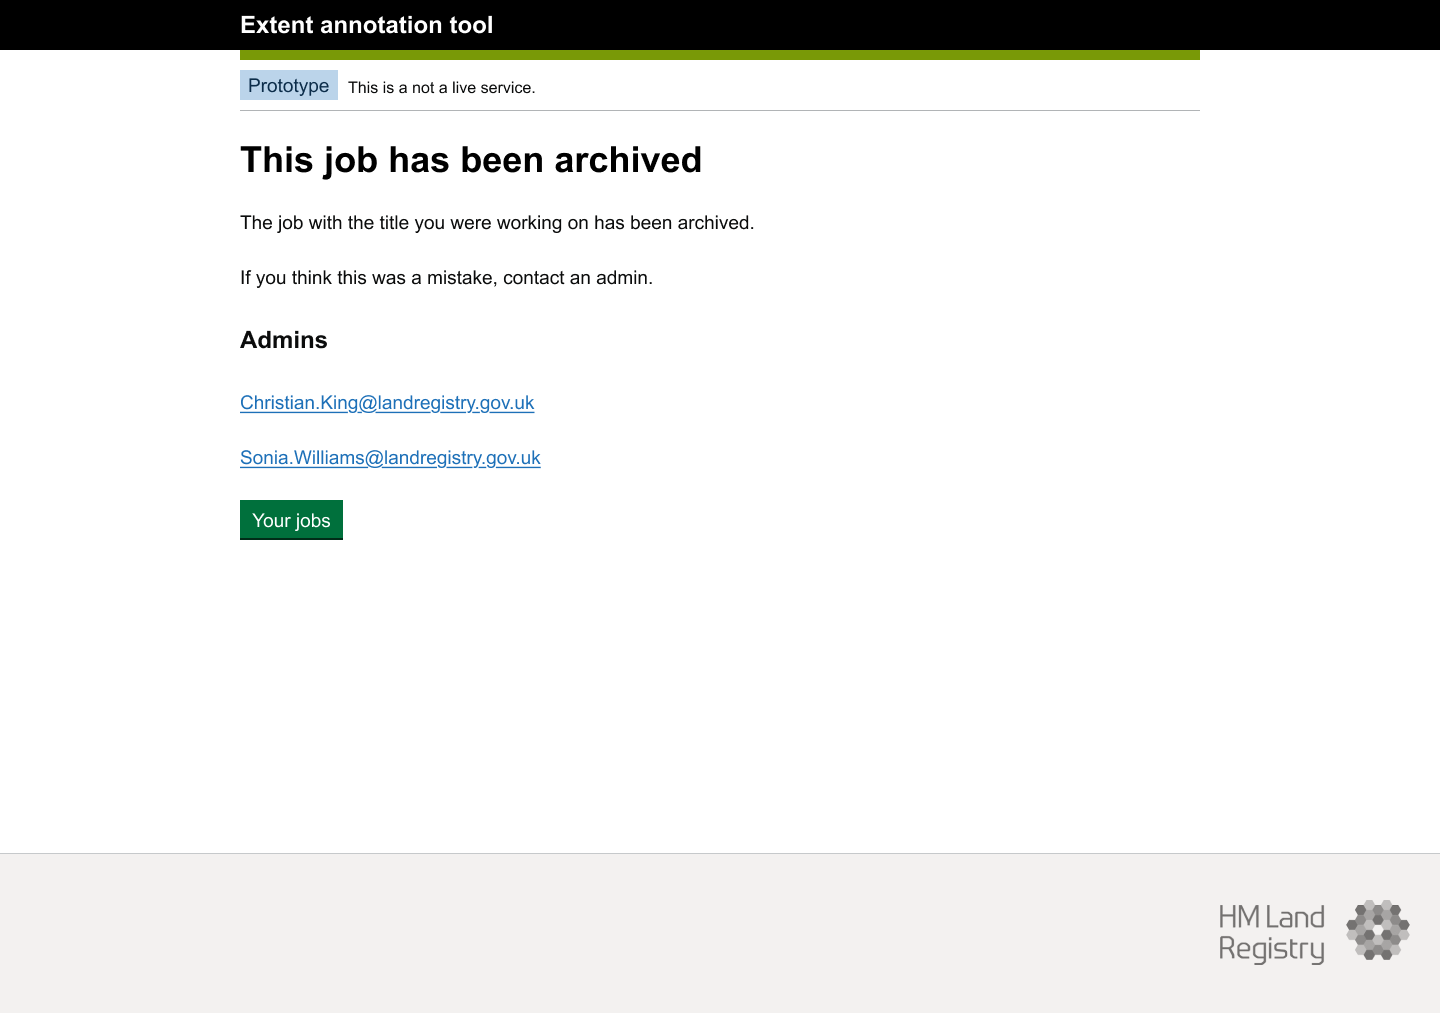 Extent annotation tool
Prototype This is a not a live service.
This job has been archived
The job with the title you were working on has been archived.
If you think this was a mistake, contact an admin.
Admins
Christian.King@landregistry.gov.uk
Sonia.Williams@landregistry.gov.uk
Your jobs
HM Land
Registry